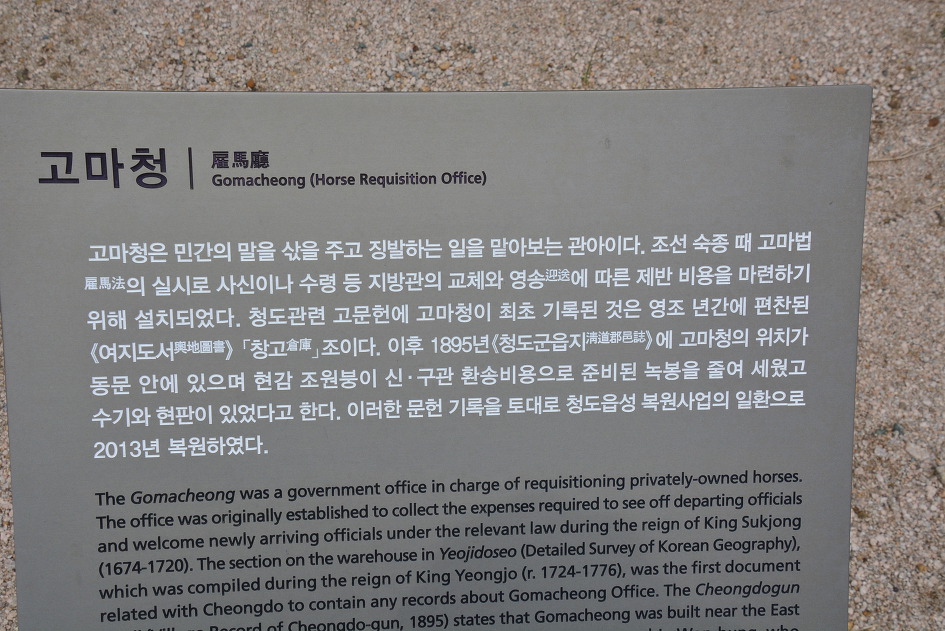 고마청 | 雇馬廳
Gomacheong (Horse Requisition Office)
고마청은 민간의 말을 삯을 주고 징발하는 일을 맡아보는 관아이다. 조선 숙종 때 고마법
雇馬法의 실시로 사신이나 수령 등 지방관의 교체와 영송迎送에 따른 제반 비용을 마련하기
위해 설치되었다. 청도관련 고문헌에 고마청이 최초 기록된 것은 영조 년간에 편찬된
《여지도서輿地圖書》 「창고倉庫」조이다. 이후 1895년《청도군읍지淸道郡邑誌》에 고마청의 위치가
동문 안에 있으며 현감 조원붕이 신·구관 환송비용으로 준비된 녹봉을 줄여 세웠고
수기와 현판이 있었다고 한다. 이러한 문헌 기록을 토대로 청도읍성 복원사업의 일환으로
2013년 복원하였다.
The Gomacheong was a government office in charge of requisitioning privately-owned horses.
The office was originally established to collect the expenses required to see off departing officials
and welcome newly arriving officials under the relevant law during the reign of King Sukjong
(1674-1720). The section on the warehouse in Yeojidoseo (Detailed Survey of Korean Geography),
which was compiled during the reign of King Yeongjo (r. 1724-1776), was the first document
related with Cheongdo to contain any records about Gomacheong Office. The Cheongdogun
Record of Cheongdo-gun, 1895) states that Gomacheong was built near the East